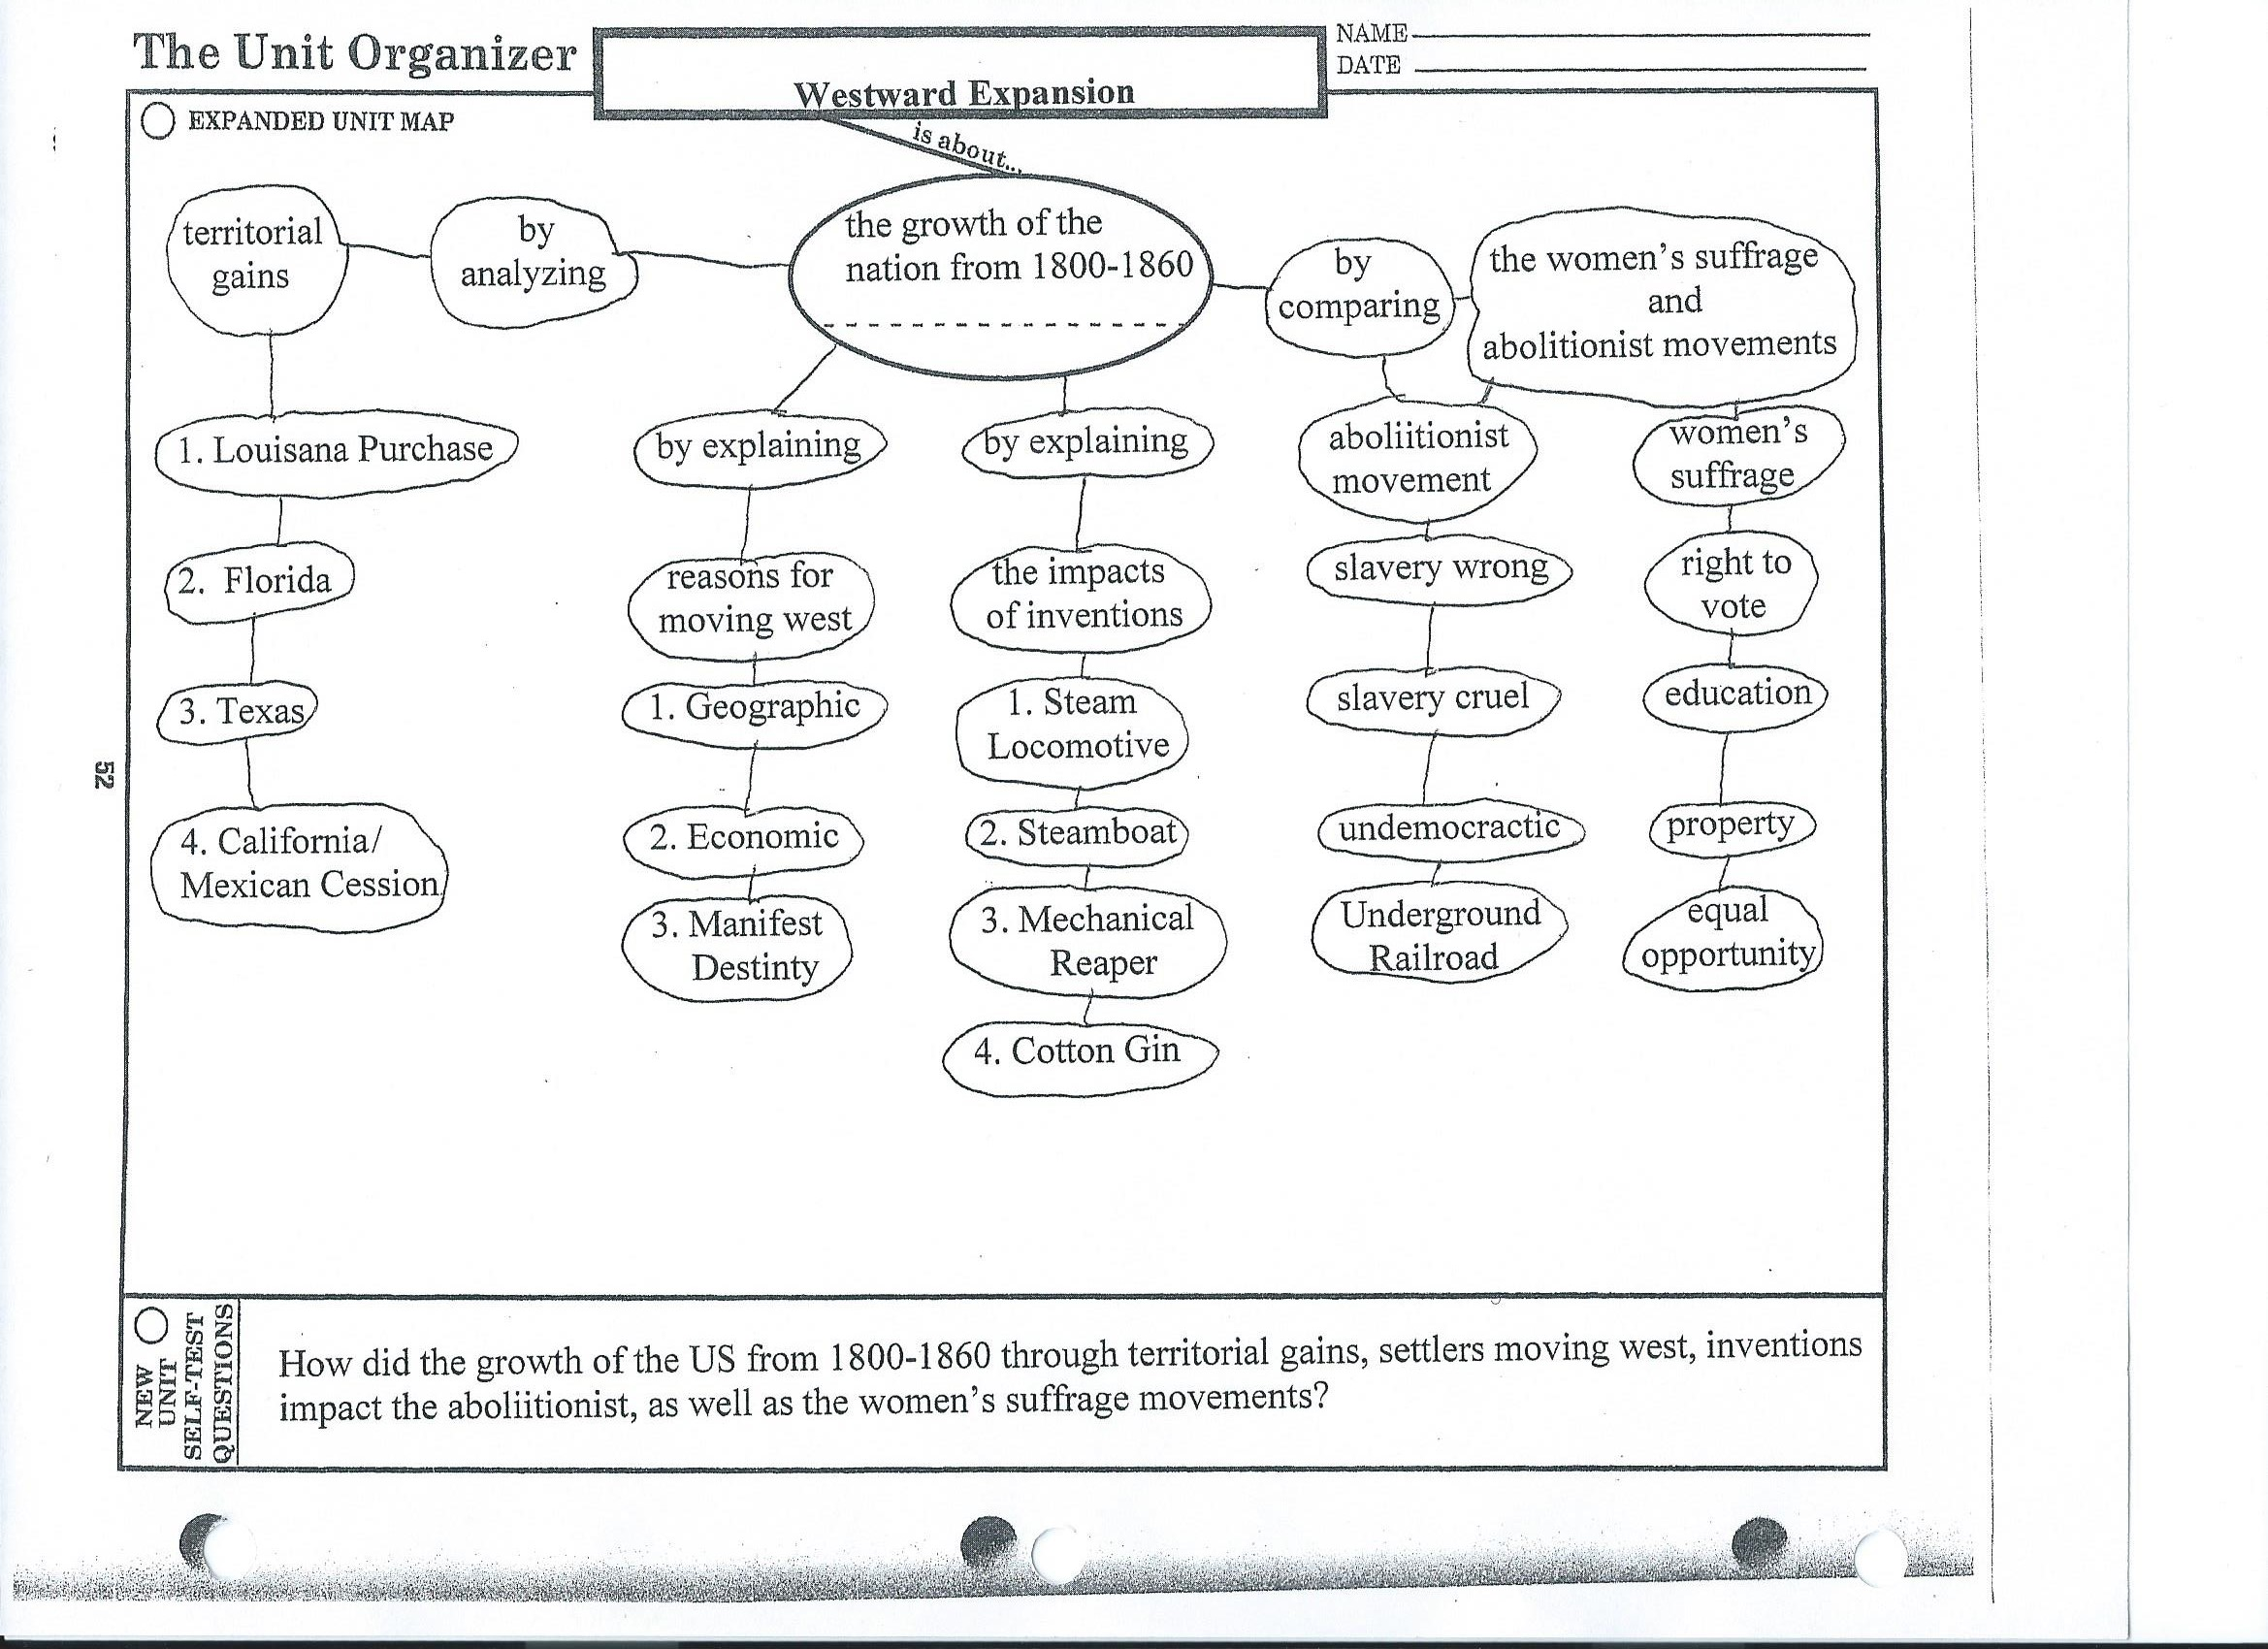 The Unit Organizer
Westward Expansion
NAME
DATE
EXPANDED UNIT MAP
is about...
the growth of the
nation from 1800-1860
by
analyzing
territorial
gains
1. Louisana Purchase
2. Florida
3. Texas
4. California/
Mexican Cession
by explaining
reasons for
moving west
1. Geographic
2. Economic
3. Manifest
Destinty
by explaining
the impacts
of inventions
1. Steam
Locomotive
2. Steamboat
3. Mechanical
Reaper
4. Cotton Gin
by
comparing
the women's suffrage
and
abolitionist movements
aboliitionist
movement
slavery wrong
slavery cruel
undemocractic
Underground
Railroad
women's
suffrage
right to
vote
education
property
equal
opportunity
52
NEW
UNIT
SELF-TEST
QUESTIONS
How did the growth of the US from 1800-1860 through territorial gains, settlers moving west, inventions
impact the aboliitionist, as well as the women's suffrage movements?